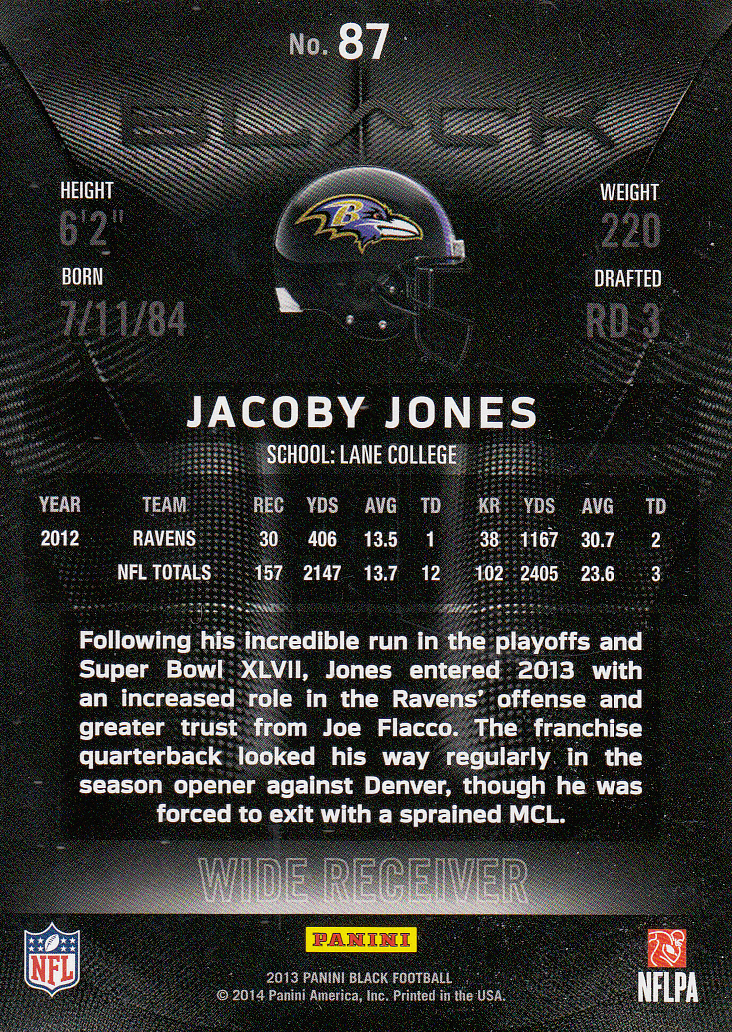 No. 87
BLACK
HEIGHT WEIGHT
6'2" 220
BORN DRAFTED
7/11/84 RD 3
B
JACOBY JONES
SCHOOL: LANE COLLEGE
YEAR TEAM REC YDS AVG TD KR YDS AVG TD
2012 RAVENS 30 406 13.5 1 38 1167 30.7 2
NFL TOTALS 157 2147 13.7 12 102 2405 23.6 3
Following his incredible run in the playoffs and
Super Bowl XLVII, Jones entered 2013 with
an increased role in the Ravens' offense and
greater trust from Joe Flacco. The franchise
quarterback looked his way regularly in the
season opener against Denver, though he was
forced to exit with a sprained MCL.
WIDE RECEIVER
PANINI
NFL
2013 PANINI BLACK FOOTBALL
© 2014 Panini America, Inc. Printed in the USA.
NFLPA